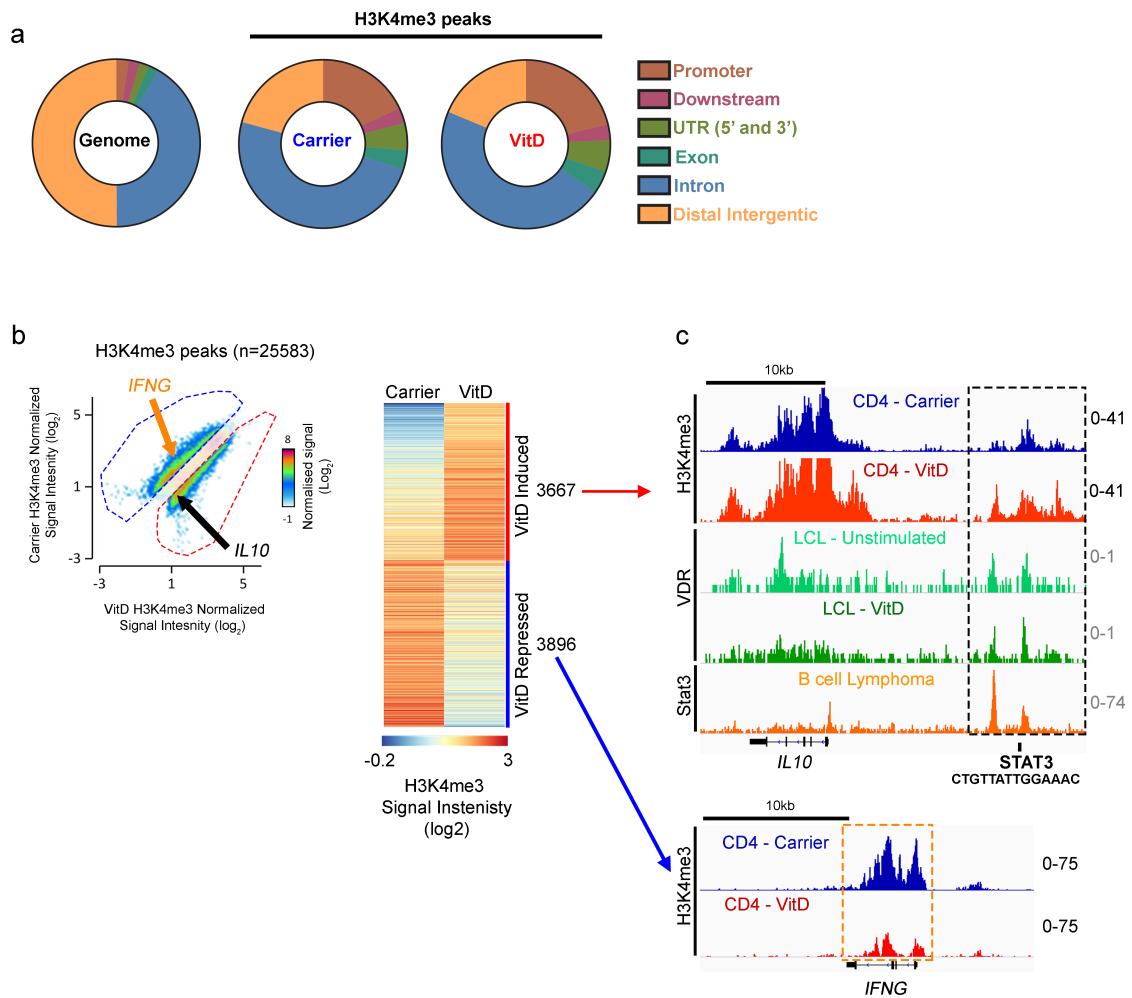 a
H3K4me3 peaks
Genome
Carrier
VitD
Promoter
Downstream
UTR (5' and 3')
Exon
Intron
Distal Intergentic
b
H3K4me3 peaks (n=25583)
IFNG
Carrier H3K4me3 Normalized
Signal Intesnity (log2)
5
1
-3
-3
1
5
VitD H3K4me3 Normalized
Signal Intesnity (log2)
IL10
8
-1
Normalised signal
(Log2)
Carrier
VitD
VitD Induced
VitD Repressed
3667
3896
-0.2
3
H3K4me3
Signal Instenisty
(log2)
c
10kb
H3K4me3
CD4 - Carrier
0-41
CD4 - VitD
0-41
VDR
LCL - Unstimulated
0-1
LCL - VitD
0-1
Stat3
B cell Lymphoma
0-74
IL10
STAT3
CTGTTATTGGAAAC
10kb
H3K4me3
CD4 - Carrier
0-75
CD4 - VitD
0-75
IFNG